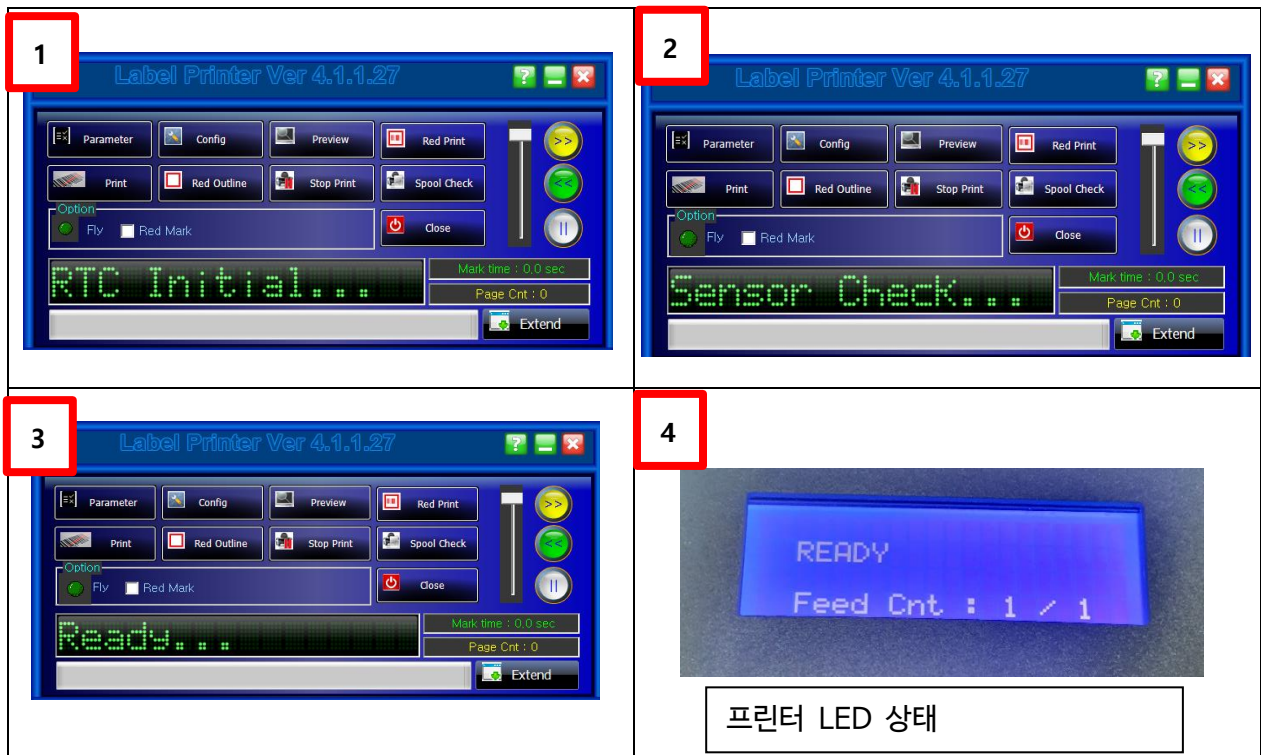 1
Label Printer Ver 4.1.1.27
?
Parameter Config Preview Red Print >>
Print Red Outline Stop Print Spool Check <<
Option
Fly Red Mark Close II
RTC Initial... Mark time : 0,0 sec
Page Cnt : 0
Extend
2
Label Printer Ver 4.1.1.27
?
Parameter Config Preview Red Print >>
Print Red Outline Stop Print Spool Check <<
Option
Fly Red Mark Close II
Sensor Check... Mark time : 0,0 sec
Page Cnt : 0
Extend
3
Label Printer Ver 4.1.1.27
?
Parameter Config Preview Red Print >>
Print Red Outline Stop Print Spool Check <<
Option
Fly Red Mark Close II
Ready... Mark time : 0,0 sec
Page Cnt : 0
Extend
4
READY
Feed Cnt : 1 / 1
프린터 LED 상태